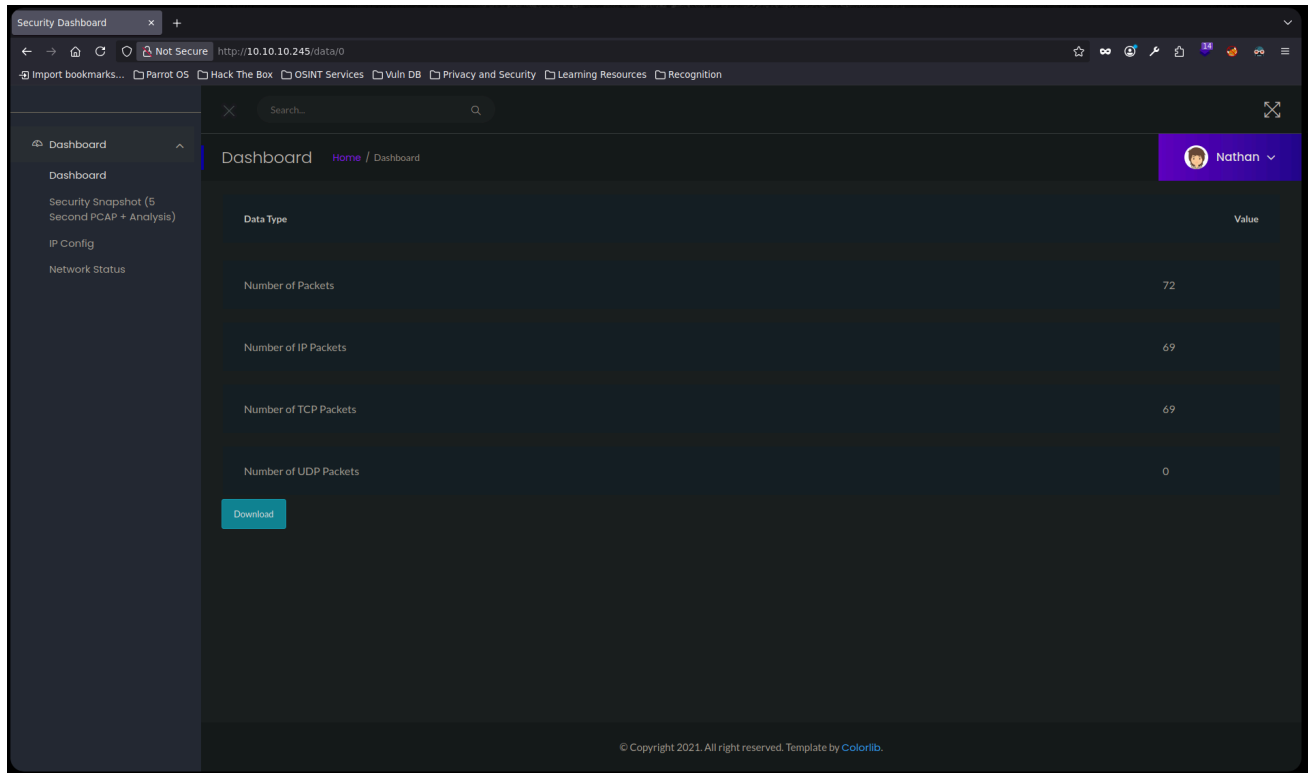 Security Dashboard
Not Secure http://10.10.10.245/data/0
14
Import bookmarks... Parrot OS Hack The Box OSINT Services Vuln DB Privacy and Security Learning Resources Recognition
Search...
Dashboard
Dashboard Home / Dashboard
Nathan
Dashboard
Security Snapshot (5
Second PCAP + Analysis)
IP Config
Network Status
Data Type Value
Number of Packets 72
Number of IP Packets 69
Number of TCP Packets 69
Number of UDP Packets 0
Download
© Copyright 2021. All right reserved. Template by Colorlib.